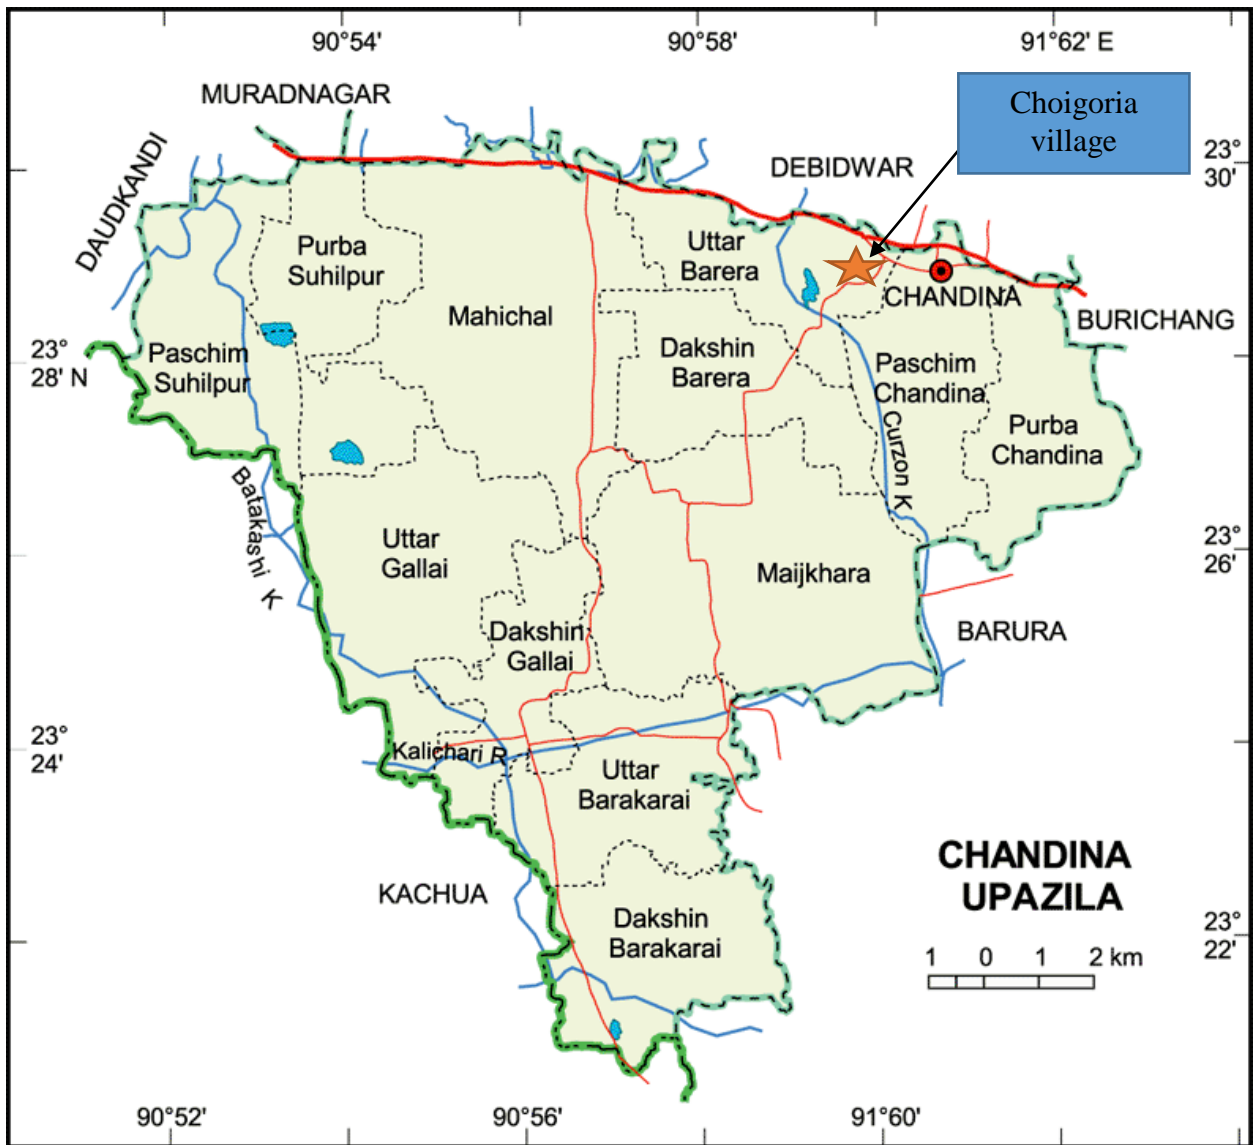 90°54'
90°58'
91°62' E
MURADNAGAR
DAUDKANDI
Choigoria
village
DEBIDWAR
23°
30'
Purba
Suhilpur
Uttar
Barera
CHANDINA
Mahichal
BURICHANG
23°
28' N
Paschim
Suhilpur
Dakshin
Barera
Paschim
Chandina
Purba
Chandina
Curzon K
Batakashi K
Uttar
Gallai
Maijkhara
23°
26'
Dakshin
Gallai
BARURA
23°
24'
Kalichari R
Uttar
Barakarai
CHANDINA
UPAZILA
KACHUA
Dakshin
Barakarai
23°
22'
1 0 1 2 km
90°52'
90°56'
91°60'